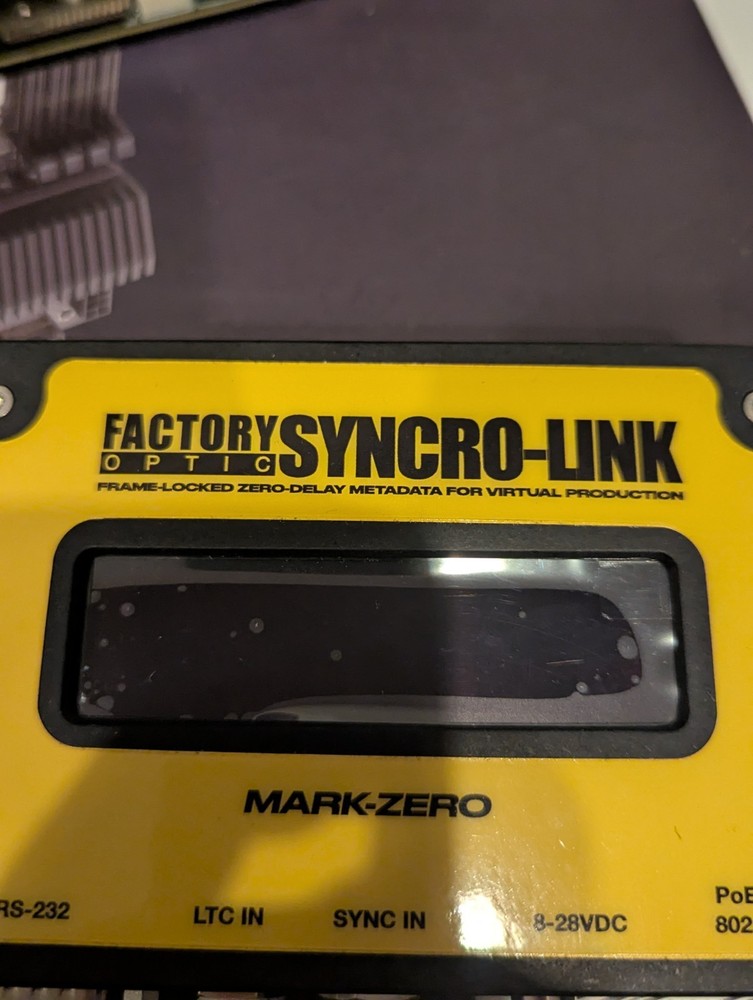 FACTORY
OPTIC
SYNCRO-LINK
FRAME-LOCKED ZERO-DELAY METADATA FOR VIRTUAL PRODUCTION
MARK-ZERO
RS-232 LTC IN SYNC IN 8-28VDC PoE
802.